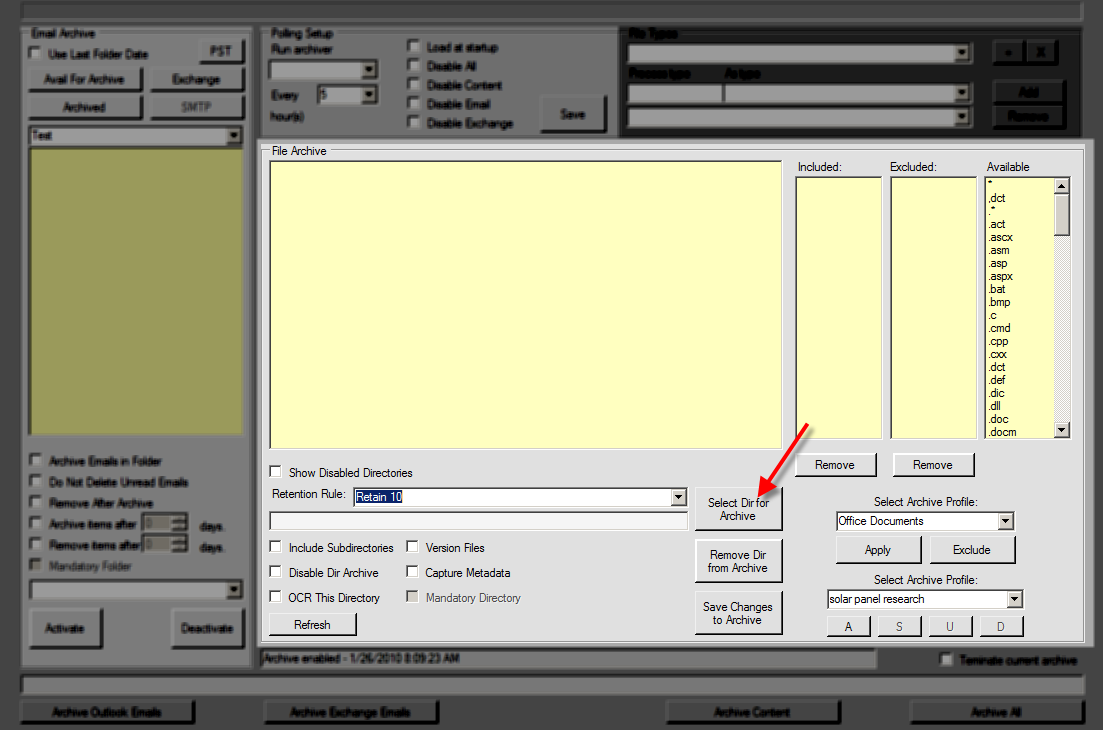 Email Archive
Use Last Folder Date
PST
Avail For Archive
Exchange
Archived
SMTP
Test
Archive Emails in Folder
Do Not Delete Unread Emails
Remove After Archive
Archive items after
0
days.
Remove items after
0
days.
Mandatory Folder
Activate
Deactivate
Polling Setup
Run archiver
Every
5
hour(s)
Load at startup
Disable All
Disable Content
Disable Email
Disable Exchange
Save
File Types
Process type
As type
X
Add
Remove
File Archive
Show Disabled Directories
Retention Rule:
Retain 10
Include Subdirectories
Version Files
Disable Dir Archive
Capture Metadata
OCR This Directory
Mandatory Directory
Refresh
Select Dir for
Archive
Remove Dir
from Archive
Save Changes
to Archive
Included:
Excluded:
Available
*
,dct
.*
.act
.ascx
.asm
.asp
.aspx
.bat
.bmp
.c
.cmd
.cpp
.cxx
.dct
.def
.dic
.dll
.doc
.docm
Remove
Remove
Select Archive Profile:
Office Documents
Apply
Exclude
Select Archive Profile:
solar panel research
A
S
U
D
Archive enabled - 1/26/2010 8:09:23 AM
Teminate current archive
Archive Outlook Emails
Archive Exchange Emails
Archive Content
Archive All